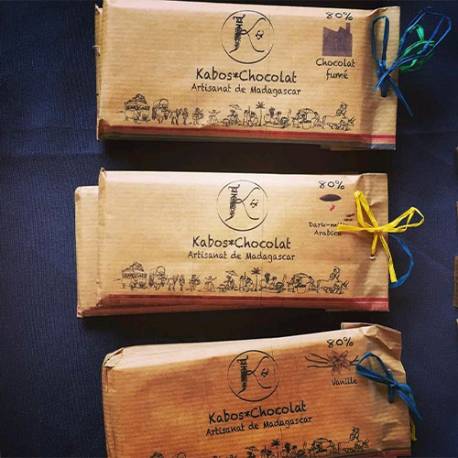 80%
Chocolat
fumé
Kabos*Chocolat
Artisanat de Madagascar
80%
Arabica
Kabos*Chocolat
Artisanat de Madagascar
80%
Vanille
Kabos*Chocolat
Artisanat de Madagascar